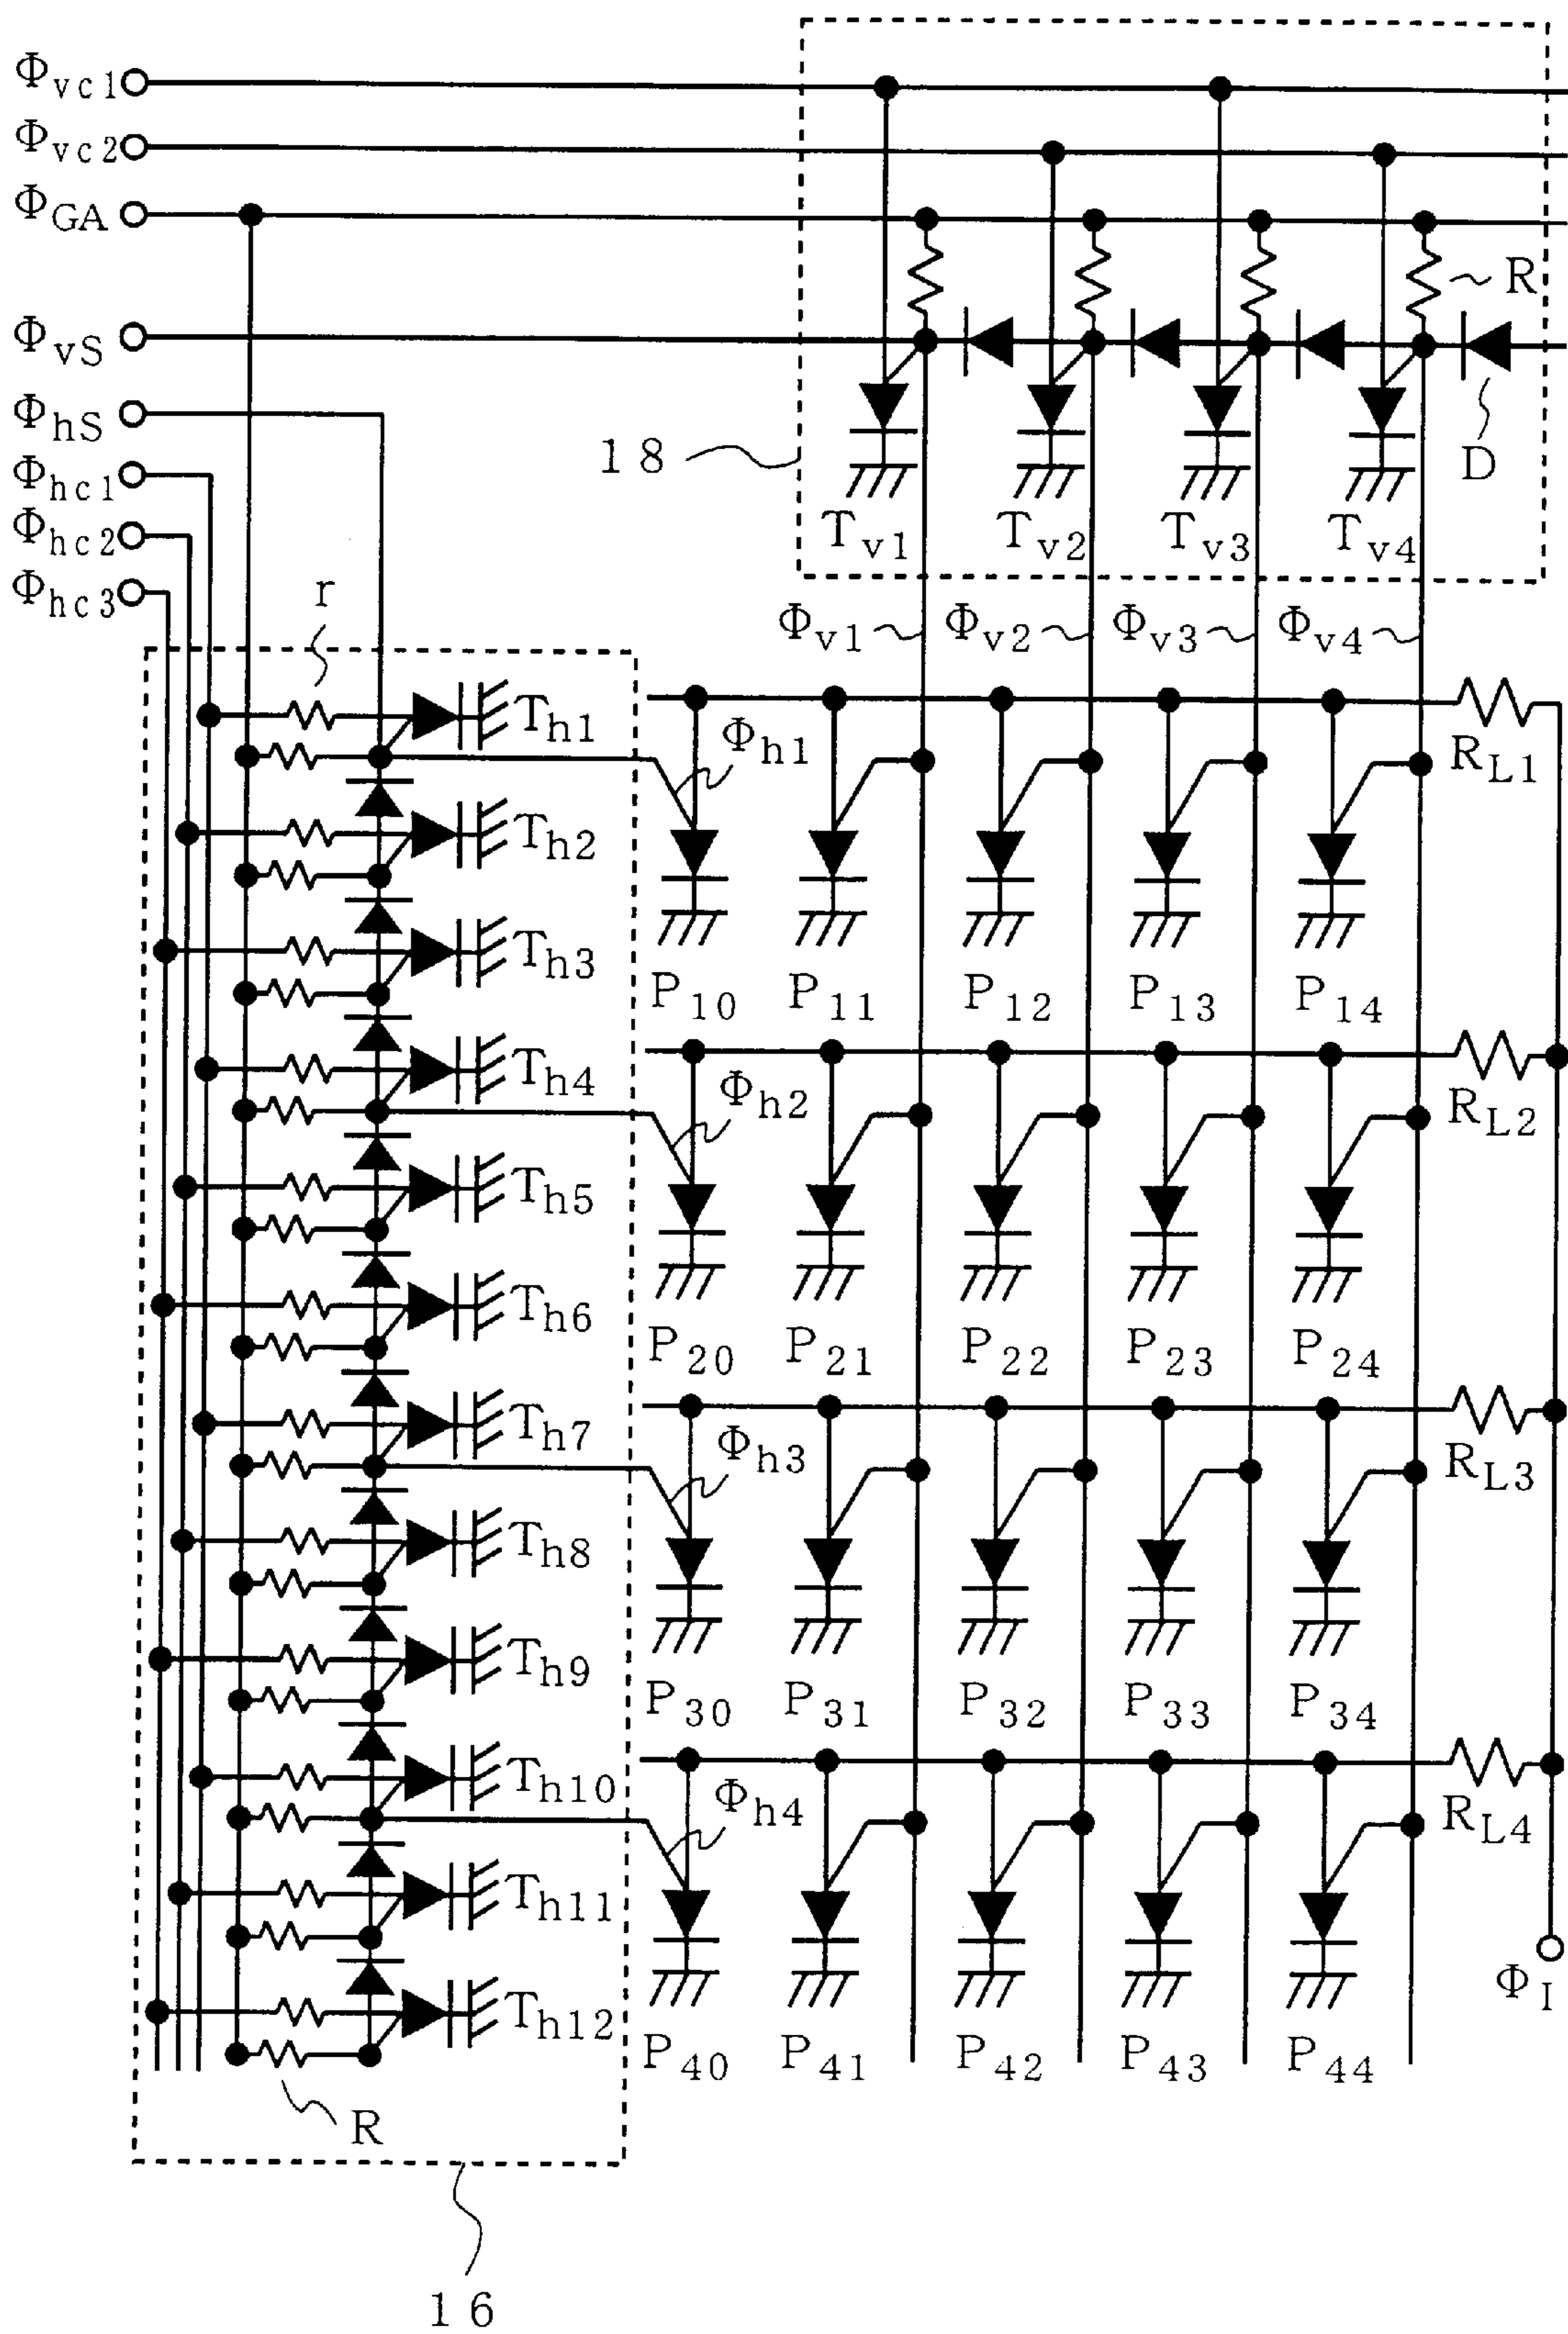 Φvc1
Φvc2
ΦGA
R
ΦvS
ΦhS
18
D
Φhc1
Tv1 Tv2 Tv3 Tv4
Φhc2
Φhc3
r
Φv1 Φv2 Φv3 Φv4
Th1
Φh1
RL1
Th2
Th3
P10 P11 P12 P13 P14
Th4
Φh2
RL2
Th5
Th6
P20 P21 P22 P23 P24
Th7
Φh3
RL3
Th8
Th9
P30 P31 P32 P33 P34
Th10
Φh4
RL4
Th11
ΦI
Th12
P40 P41 P42 P43 P44
R
16